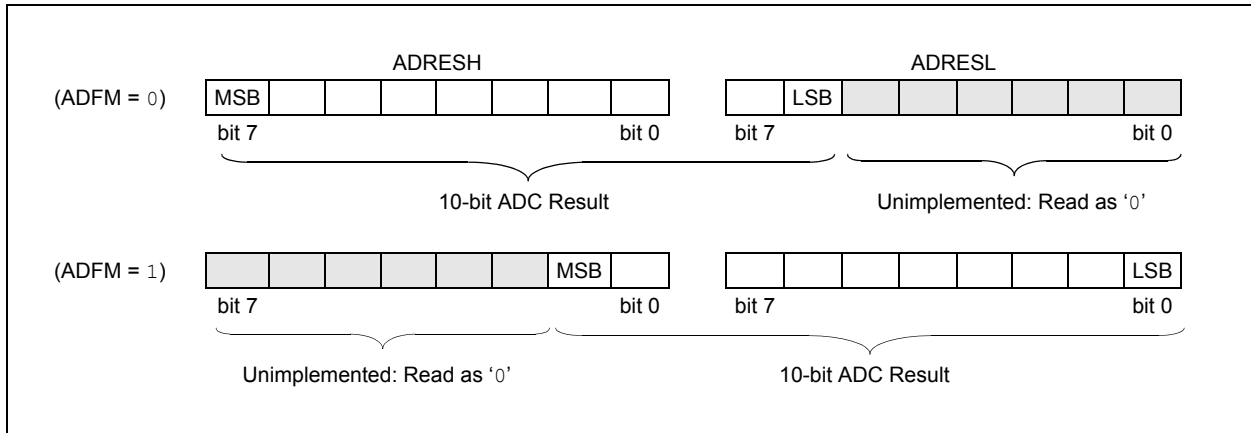 ADRESH ADRESL
(ADFM = 0) MSB LSB
bit 7 bit 0 bit 7 bit 0
10-bit ADC Result Unimplemented: Read as ‘0’
(ADFM = 1) MSB LSB
bit 7 bit 0 bit 7 bit 0
Unimplemented: Read as ‘0’ 10-bit ADC Result